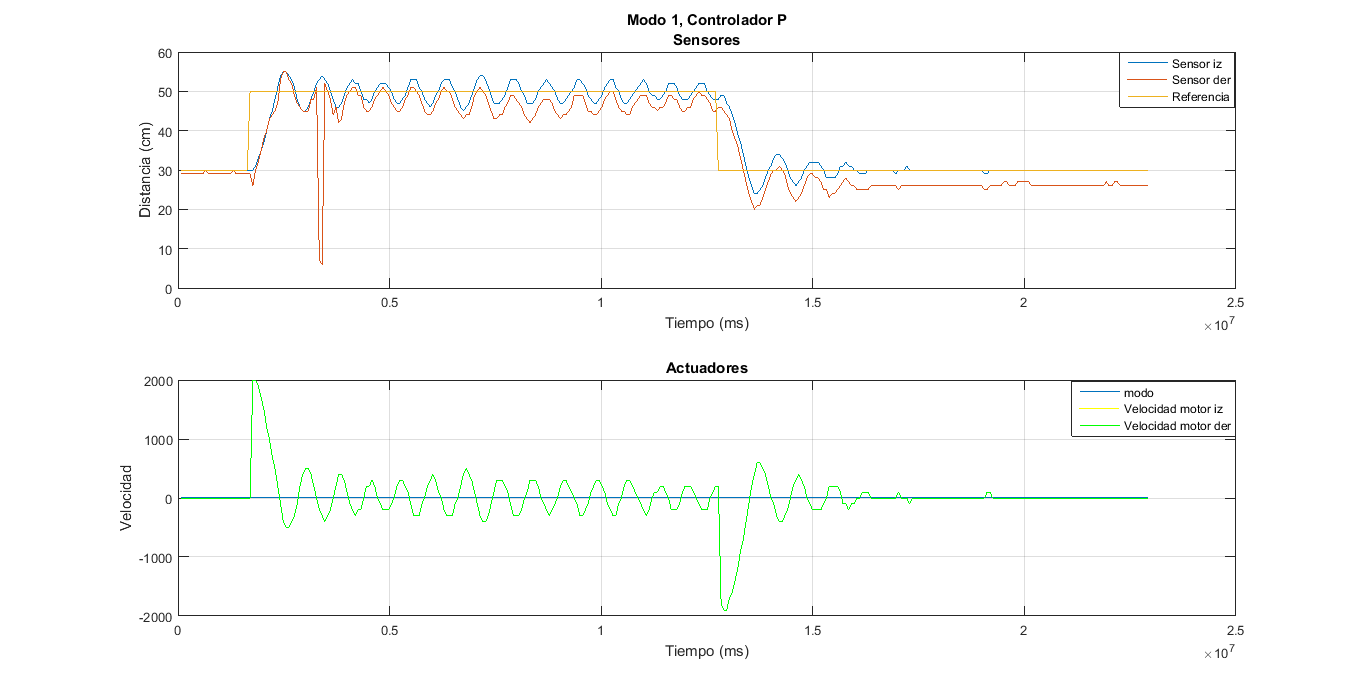 Modo 1, Controlador P
Sensores
60
50
40
30
20
10
0
Distancia (cm)
Sensor iz
Sensor der
Referencia
0
0.5
1
1.5
2
2.5
Tiempo (ms)
×10^7
Actuadores
2000
1000
0
-1000
-2000
Velocidad
modo
Velocidad motor iz
Velocidad motor der
0
0.5
1
1.5
2
2.5
Tiempo (ms)
×10^7